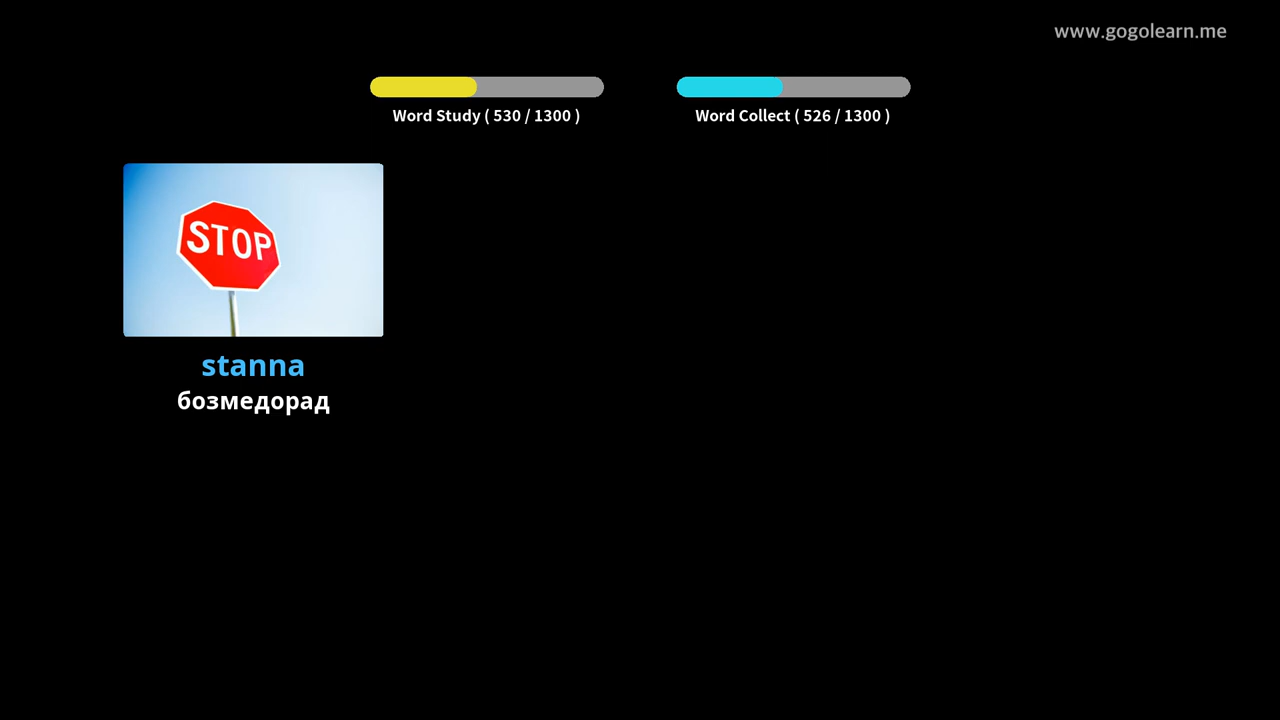 www.gogolearn.me
Word Study ( 530 / 1300 )
Word Collect ( 526 / 1300 )
STOP
stanna
бозмедорад